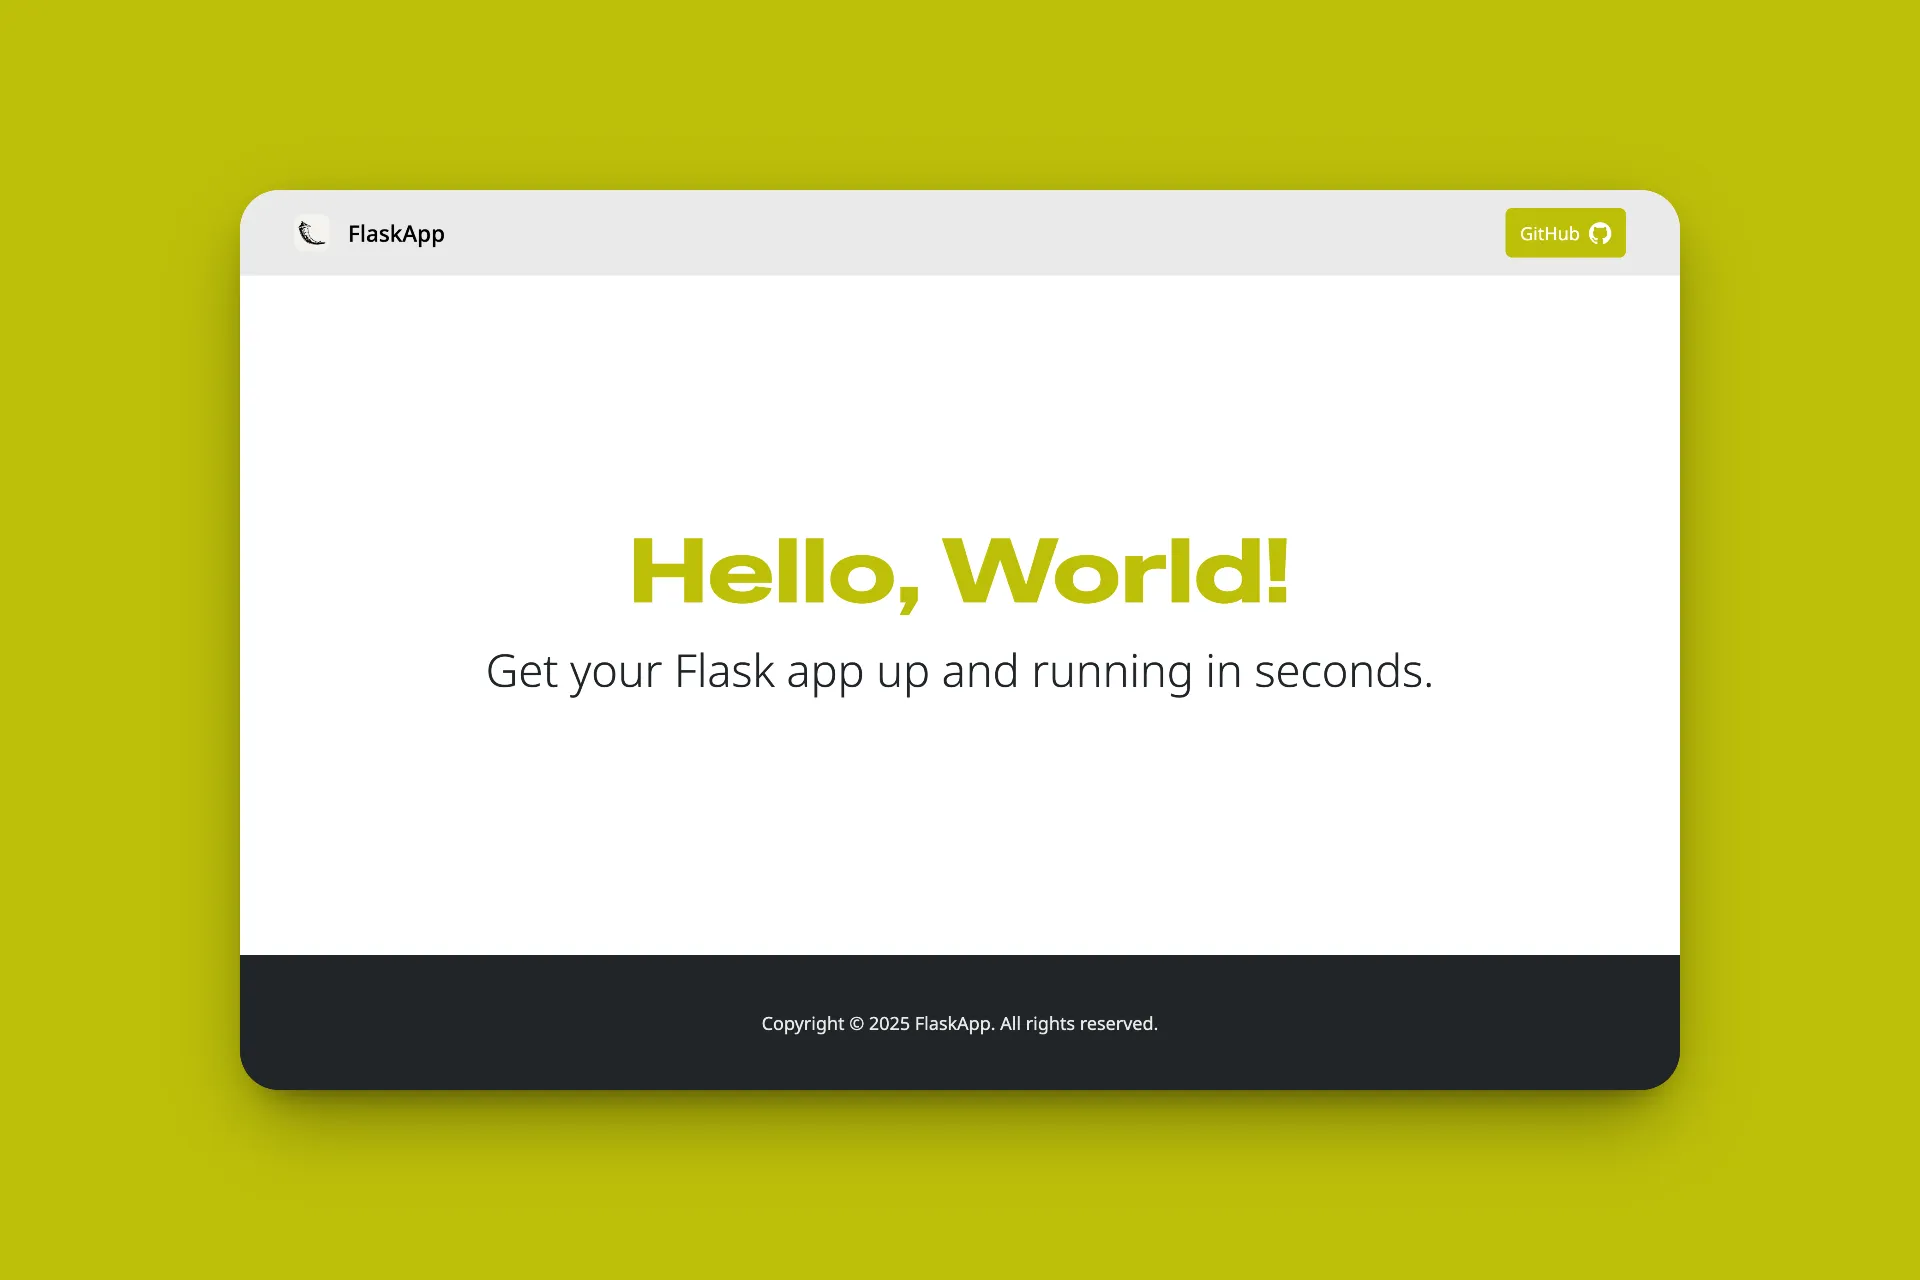 FlaskApp
GitHub
Hello, World!
Get your Flask app up and running in seconds.
Copyright © 2025 FlaskApp. All rights reserved.